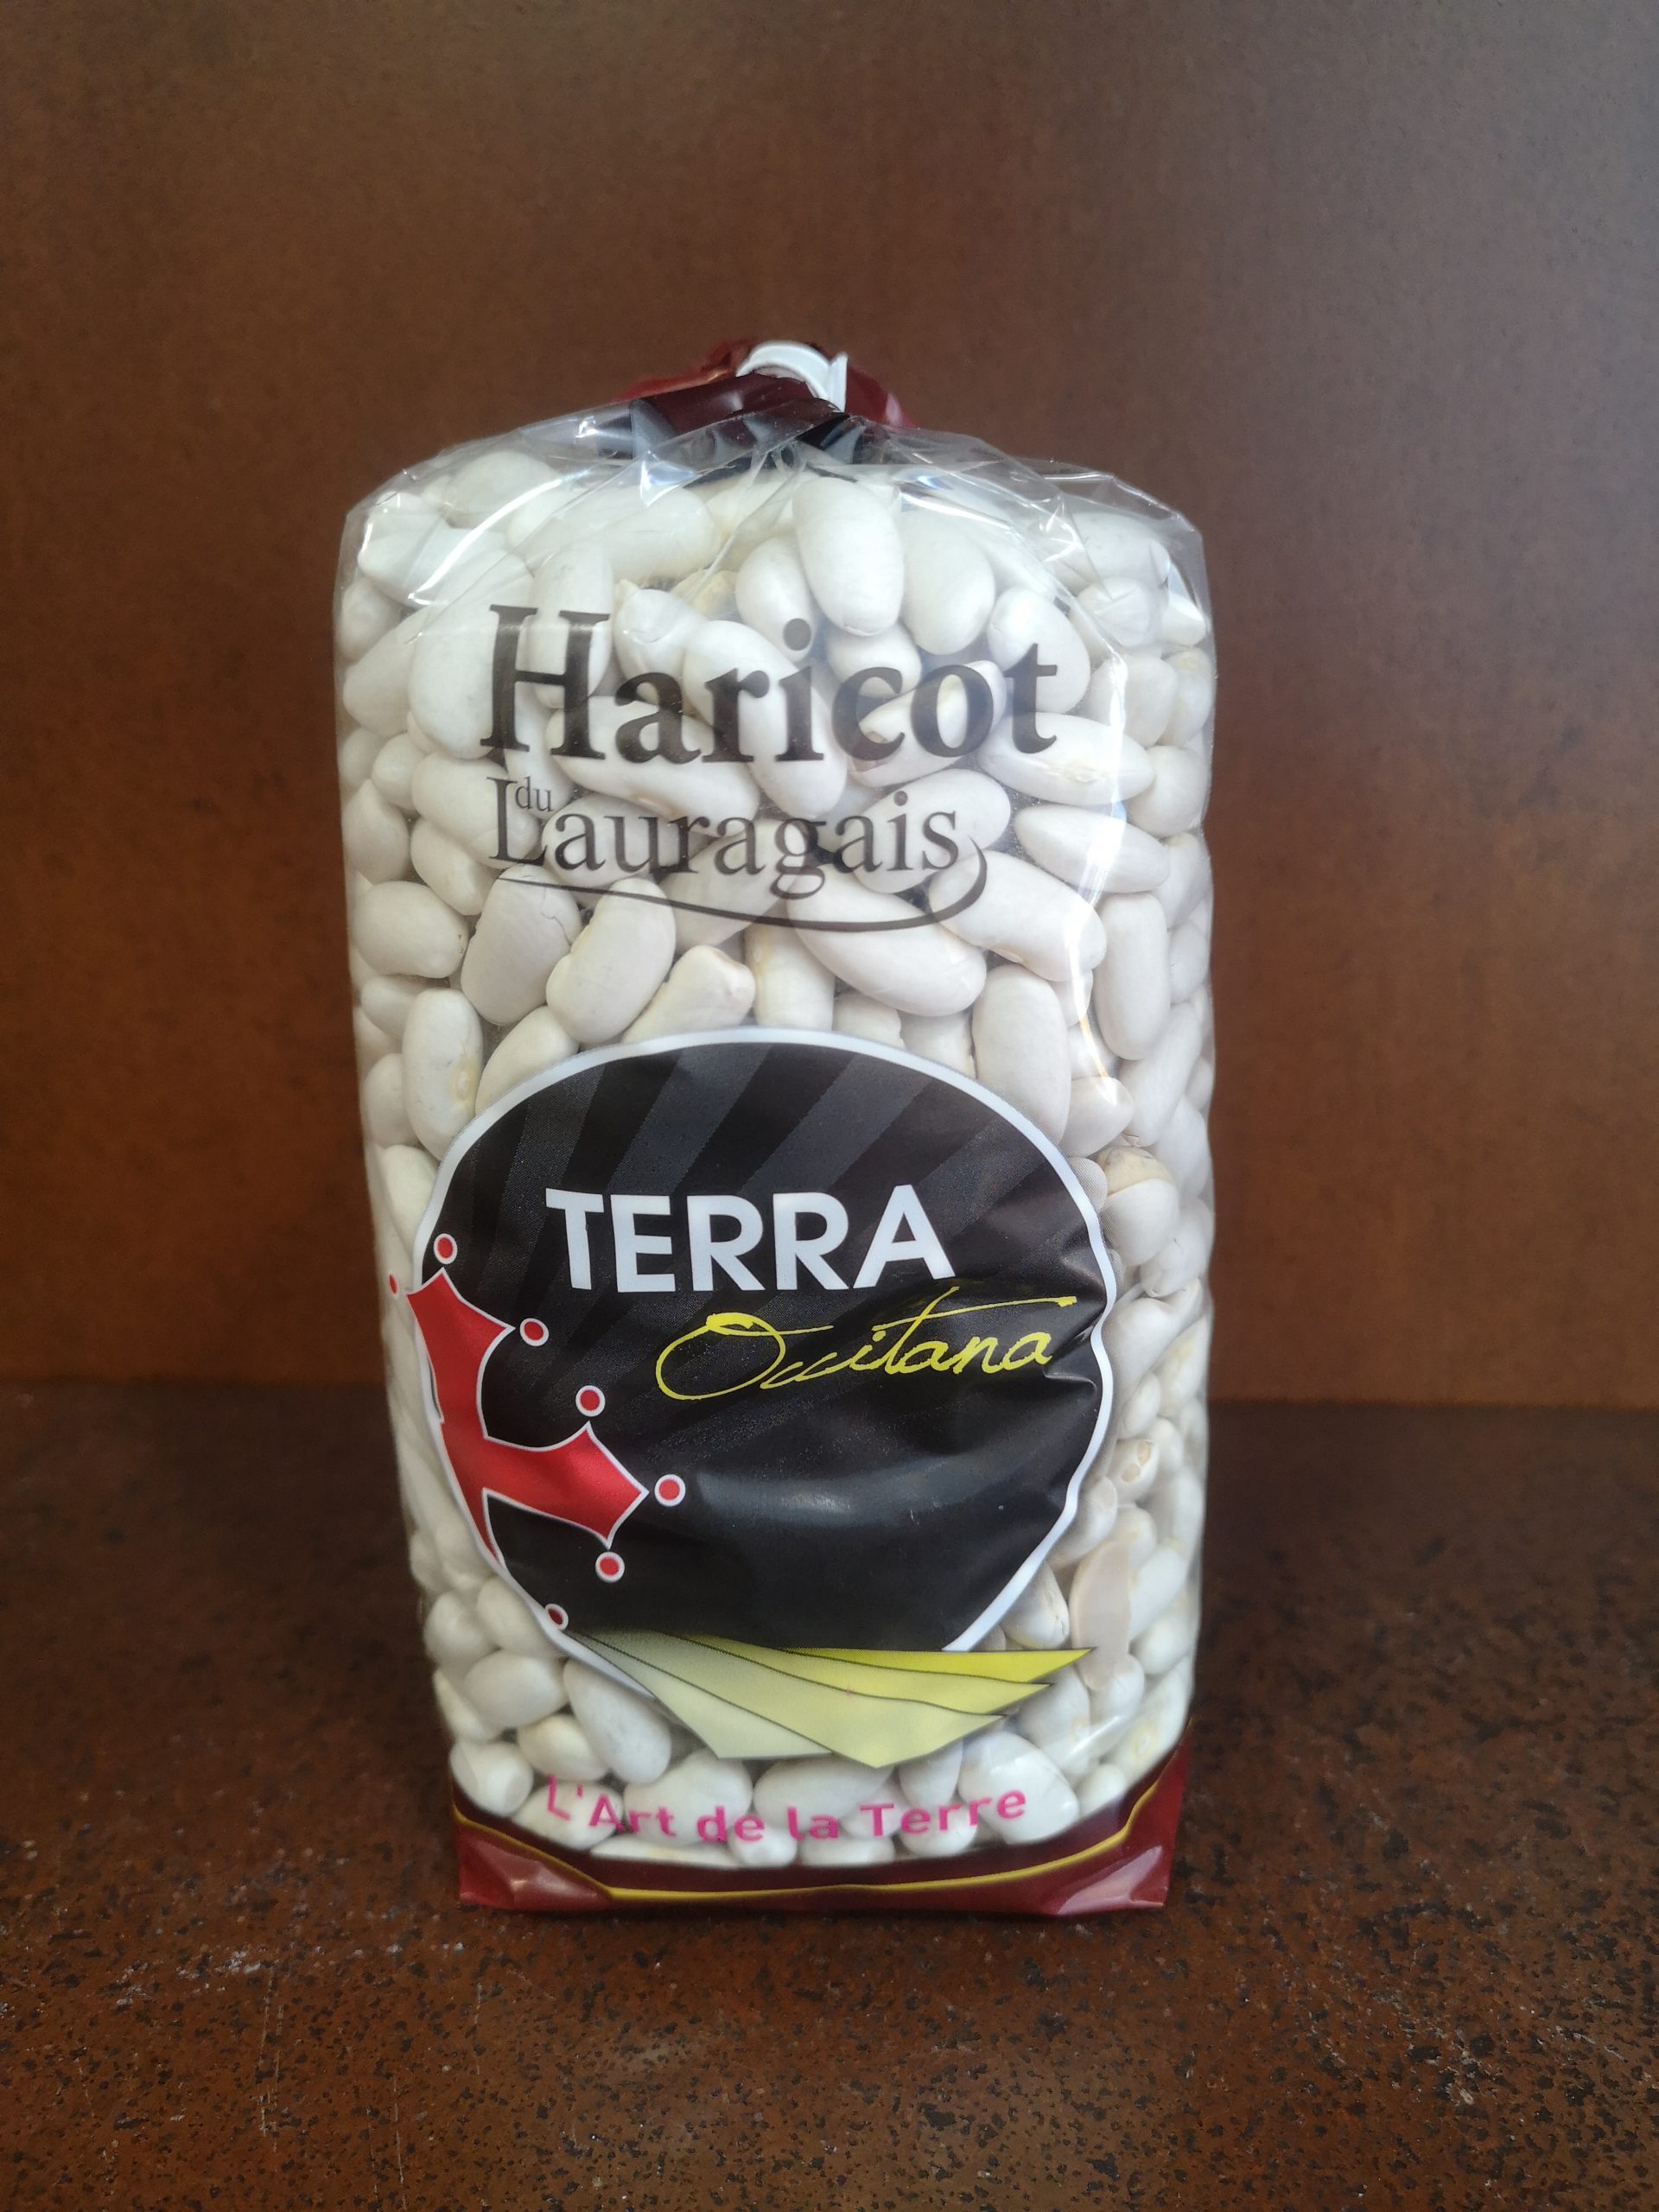 Haricot
du
Lauragais
TERRA
Occitana
L'Art de la Terre